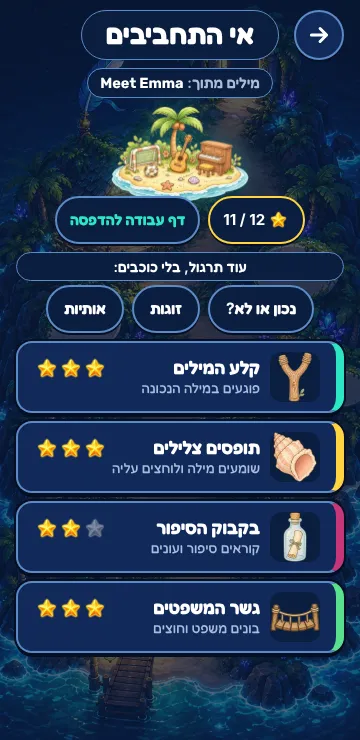 אי התחביבים
מילים מתוך: Meet Emma
11 / 12
דף עבודה להדפסה
עוד תרגול, בלי כוכבים:
נכון או לא?
זוגות
אותיות
קלע המילים
פוגעים במילה הנכונה
תופסים צלילים
שומעים מילה ולוחצים עליה
בקבוק הסיפור
קוראים סיפור ועונים
גשר המשפטים
בונים משפט וחוצים